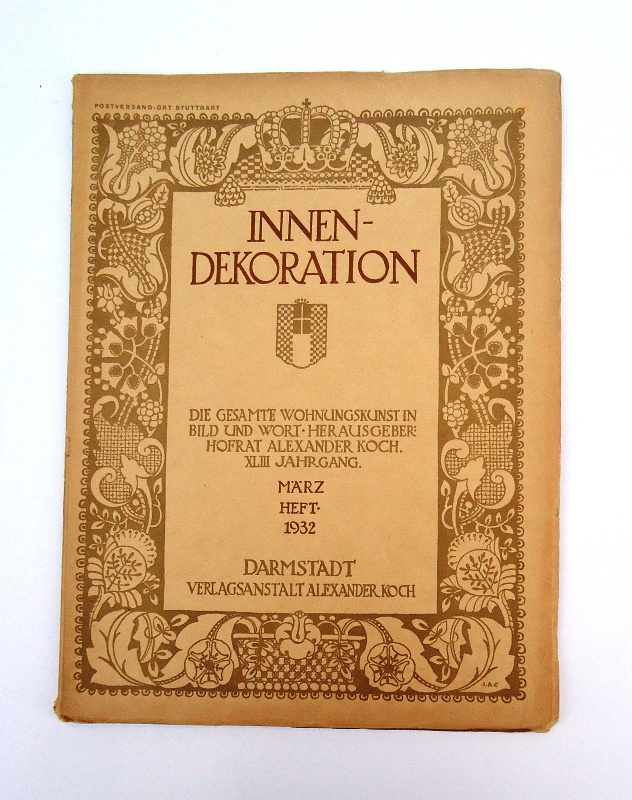 POSTVERSAND-ORT STUTTGART
INNEN-
DEKORATION
DIE GESAMTE WOHNUNGSKUNST IN
BILD UND WORT · HERAUSGEBER:
HOFRAT ALEXANDER KOCH.
XLIII JAHRGANG.
MÄRZ
HEFT·
1932
DARMSTADT
VERLAGSANSTALT ALEXANDER KOCH